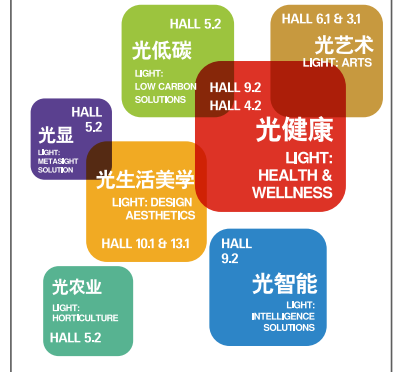 HALL 5.2
光低碳
LIGHT:
LOW CARBON
SOLUTIONS
HALL 6.1 & 3.1
光艺术
LIGHT: ARTS
HALL 9.2
HALL 4.2
光健康
LIGHT:
HEALTH &
WELLNESS
HALL
5.2
光显
LIGHT:
METASIGHT
SOLUTION
光生活美学
LIGHT: DESIGN
AESTHETICS
HALL 10.1 & 13.1
HALL
9.2
光智能
LIGHT:
INTELLIGENCE
SOLUTIONS
光农业
LIGHT:
HORTICULTURE
HALL 5.2